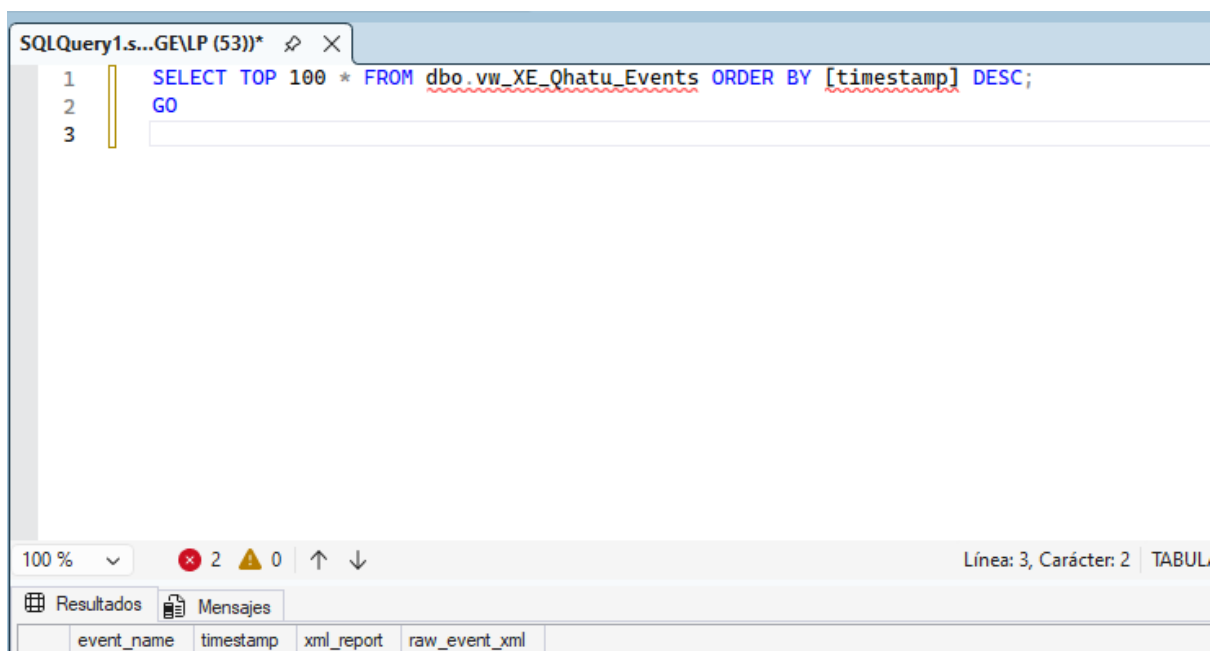 SQLQuery1.s...GE\LP (53))*
1 SELECT TOP 100 * FROM dbo.vw_XE_Qhatu_Events ORDER BY [timestamp] DESC;
2 GO
3
100 % 2 0 Línea: 3, Carácter: 2 TABULA
Resultados Mensajes
event_name timestamp xml_report raw_event_xml